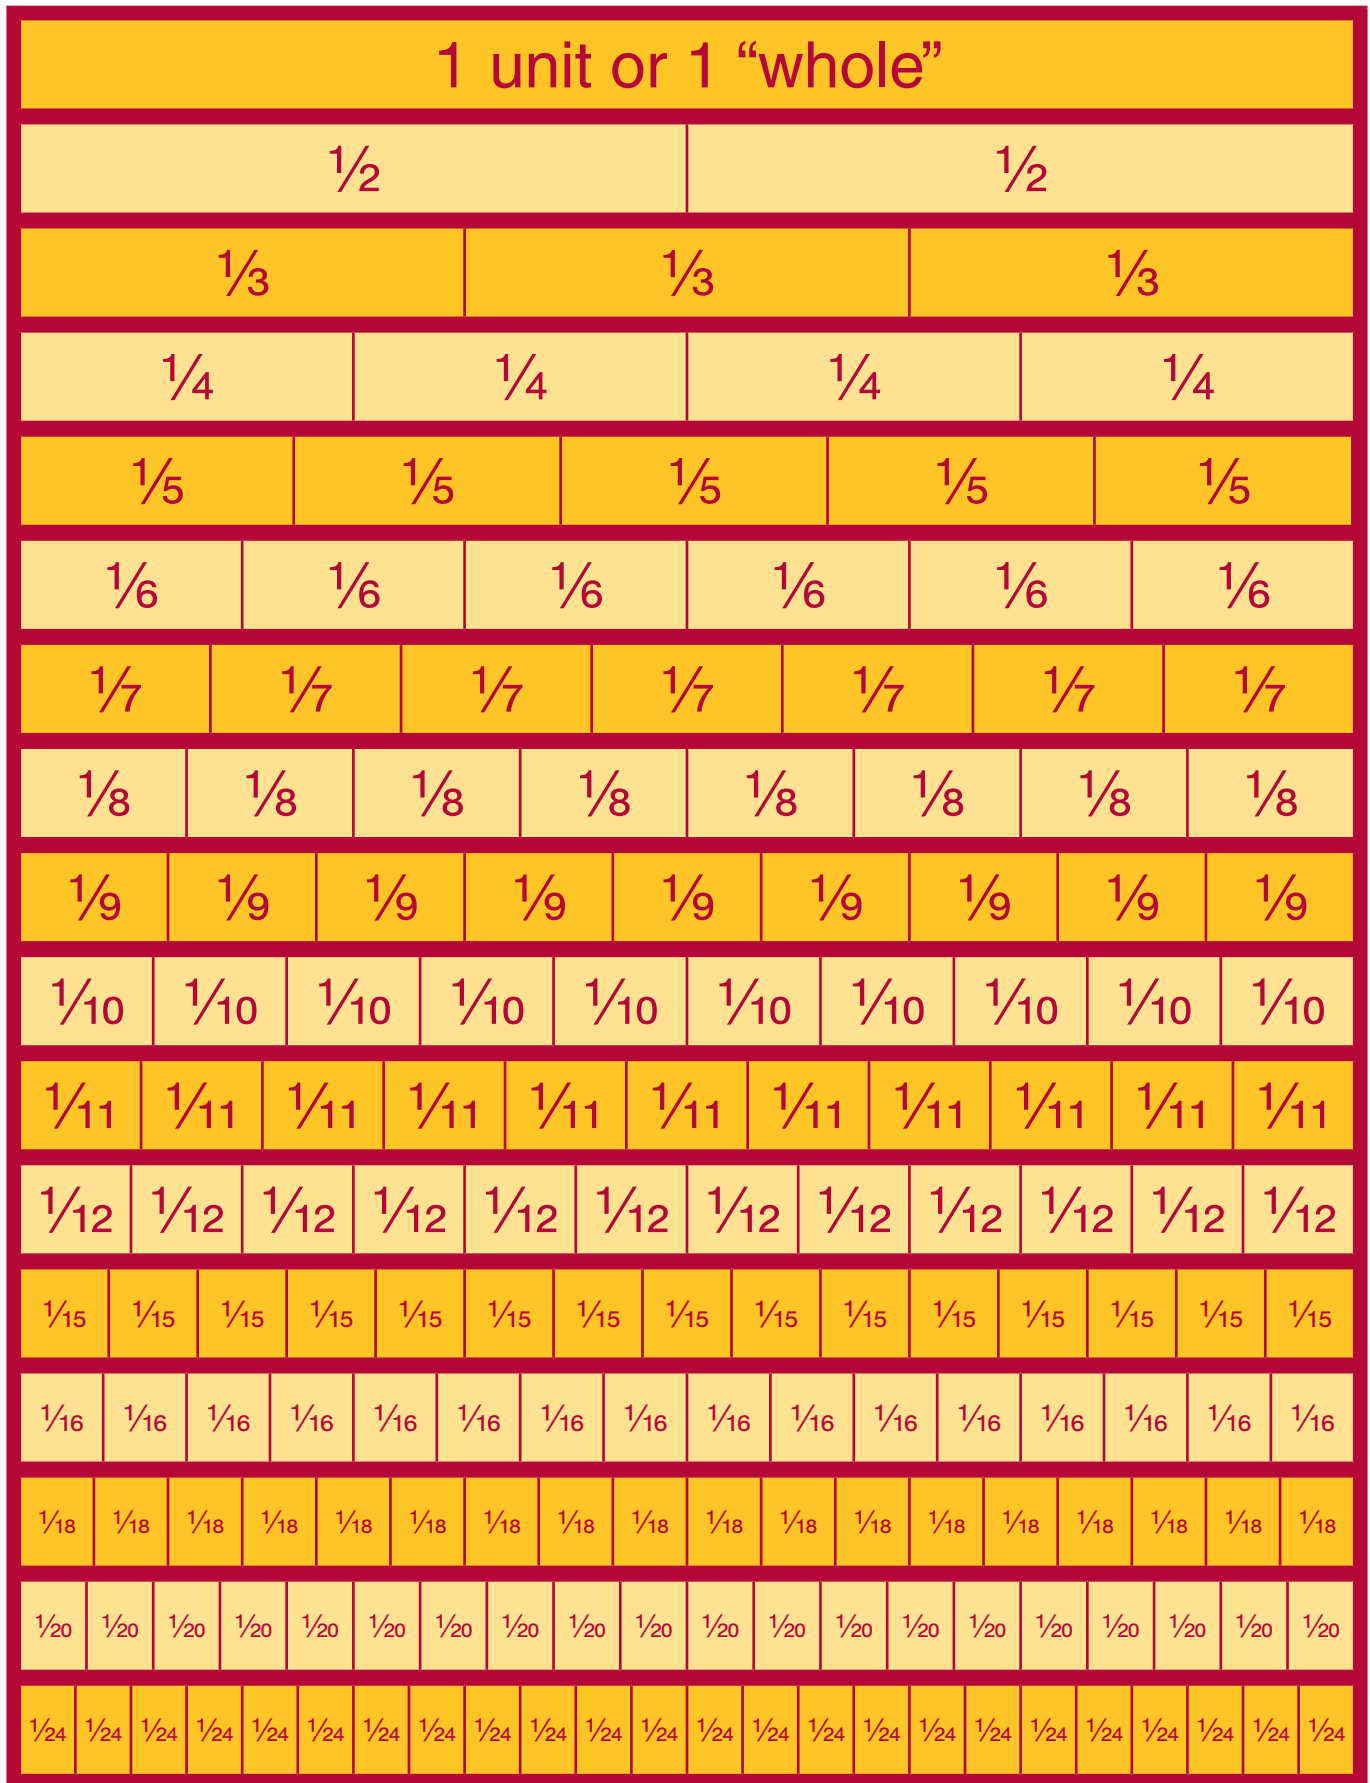 1 unit or 1 “whole”
½ ½
⅓ ⅓ ⅓
¼ ¼ ¼ ¼
⅕ ⅕ ⅕ ⅕ ⅕
⅙ ⅙ ⅙ ⅙ ⅙ ⅙
⅐ ⅐ ⅐ ⅐ ⅐ ⅐ ⅐
⅛ ⅛ ⅛ ⅛ ⅛ ⅛ ⅛ ⅛
⅑ ⅑ ⅑ ⅑ ⅑ ⅑ ⅑ ⅑ ⅑
1⁄10 1⁄10 1⁄10 1⁄10 1⁄10 1⁄10 1⁄10 1⁄10 1⁄10 1⁄10
1⁄11 1⁄11 1⁄11 1⁄11 1⁄11 1⁄11 1⁄11 1⁄11 1⁄11 1⁄11 1⁄11
1⁄12 1⁄12 1⁄12 1⁄12 1⁄12 1⁄12 1⁄12 1⁄12 1⁄12 1⁄12 1⁄12 1⁄12
1⁄15 1⁄15 1⁄15 1⁄15 1⁄15 1⁄15 1⁄15 1⁄15 1⁄15 1⁄15 1⁄15 1⁄15 1⁄15 1⁄15 1⁄15
1⁄16 1⁄16 1⁄16 1⁄16 1⁄16 1⁄16 1⁄16 1⁄16 1⁄16 1⁄16 1⁄16 1⁄16 1⁄16 1⁄16 1⁄16 1⁄16
1⁄18 1⁄18 1⁄18 1⁄18 1⁄18 1⁄18 1⁄18 1⁄18 1⁄18 1⁄18 1⁄18 1⁄18 1⁄18 1⁄18 1⁄18 1⁄18 1⁄18 1⁄18
1⁄20 1⁄20 1⁄20 1⁄20 1⁄20 1⁄20 1⁄20 1⁄20 1⁄20 1⁄20 1⁄20 1⁄20 1⁄20 1⁄20 1⁄20 1⁄20 1⁄20 1⁄20 1⁄20 1⁄20
1⁄24 1⁄24 1⁄24 1⁄24 1⁄24 1⁄24 1⁄24 1⁄24 1⁄24 1⁄24 1⁄24 1⁄24 1⁄24 1⁄24 1⁄24 1⁄24 1⁄24 1⁄24 1⁄24 1⁄24 1⁄24 1⁄24 1⁄24 1⁄24